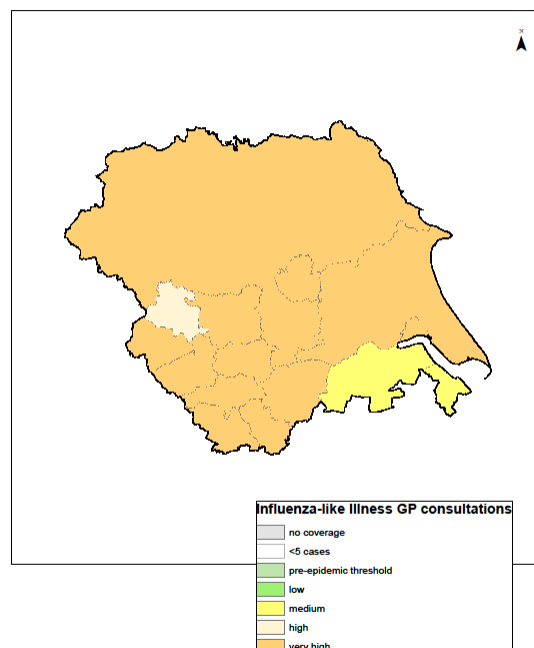 N
Influenza-like Illness GP consultations
no coverage
<5 cases
pre-epidemic threshold
low
medium
high
very high